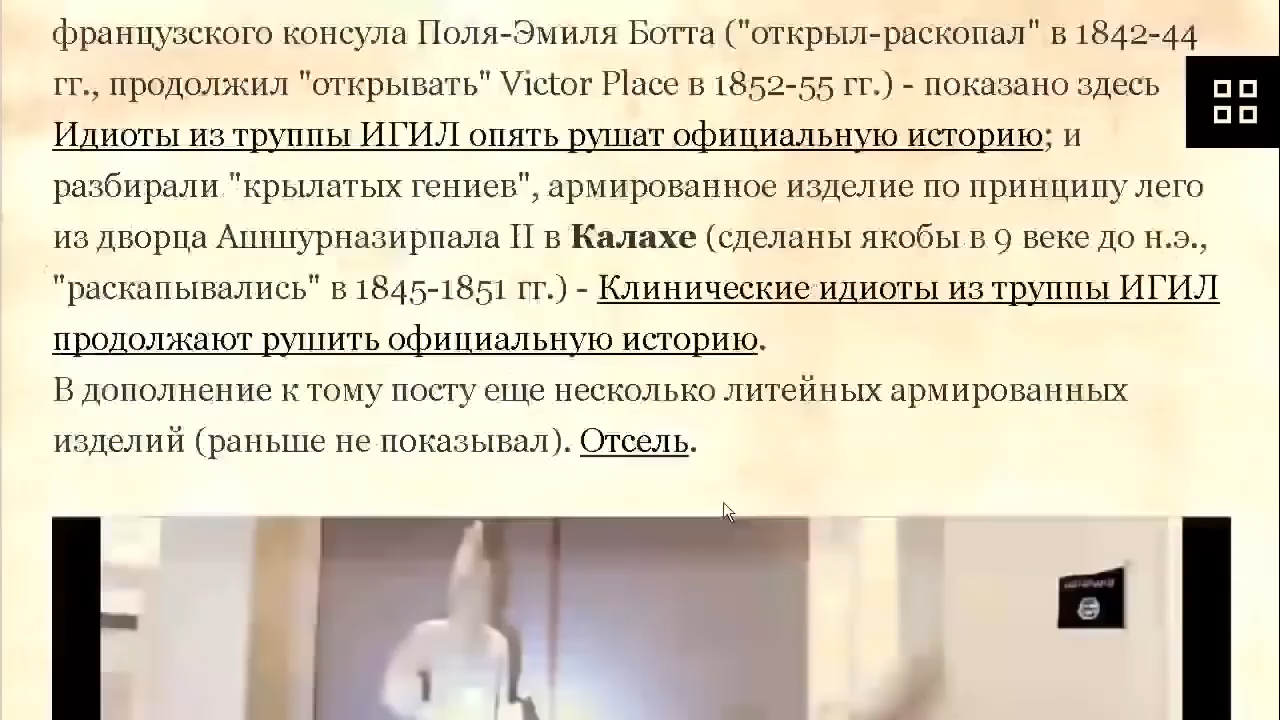 французского консула Поля-Эмиля Ботта ("открыл-раскопал" в 1842-44
гг., продолжил "открывать" Victor Place в 1852-55 гг.) - показано здесь
Идиоты из труппы ИГИЛ опять рушат официальную историю; и
разбирали "крылатых гениев", армированное изделие по принципу лего
из дворца Ашшурназирпала II в Калахе (сделаны якобы в 9 веке до н.э.,
"раскапывались" в 1845-1851 гг.) - Клинические идиоты из труппы ИГИЛ
продолжают рушить официальную историю.
В дополнение к тому посту еще несколько литейных армированных
изделий (раньше не показывал). Отсель.